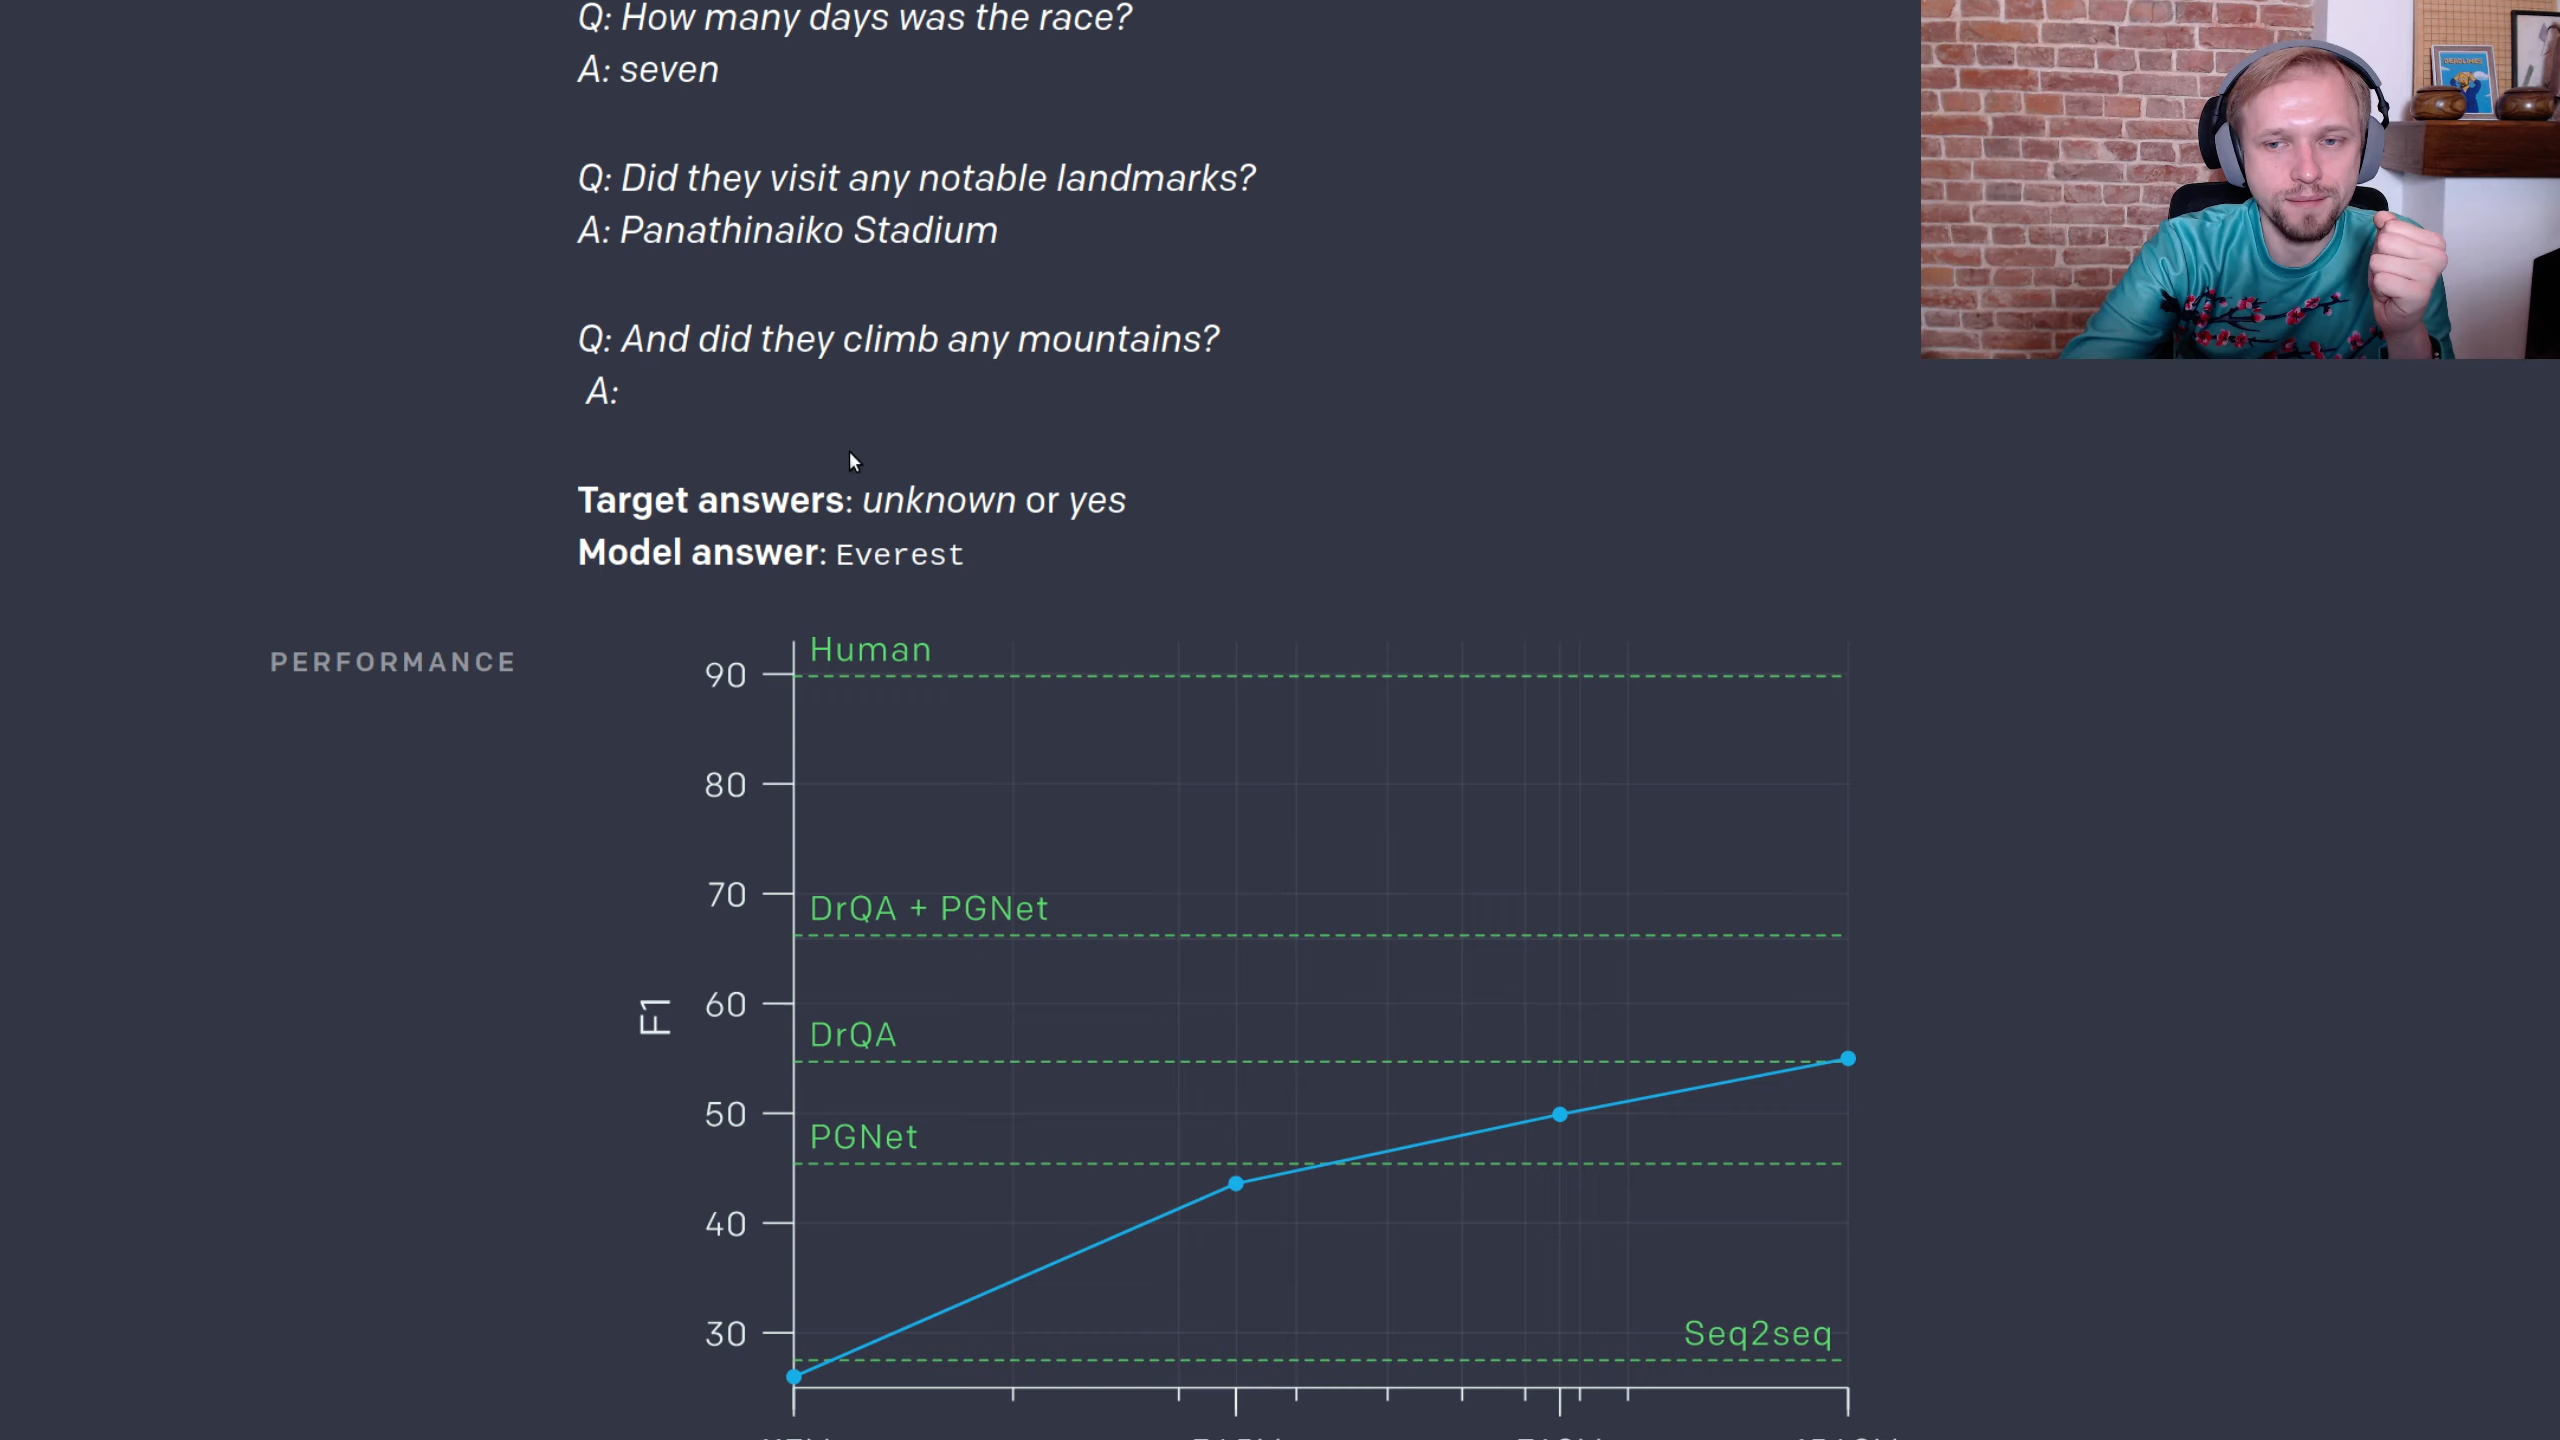 Q: How many days was the race?
A: seven
Q: Did they visit any notable landmarks?
A: Panathinaiko Stadium
Q: And did they climb any mountains?
A:
Target answers: unknown or yes
Model answer: Everest
PERFORMANCE
Human
90
80
70
DrQA + PGNet
60
F1
DrQA
50
PGNet
40
30
Seq2seq
DEADLINES